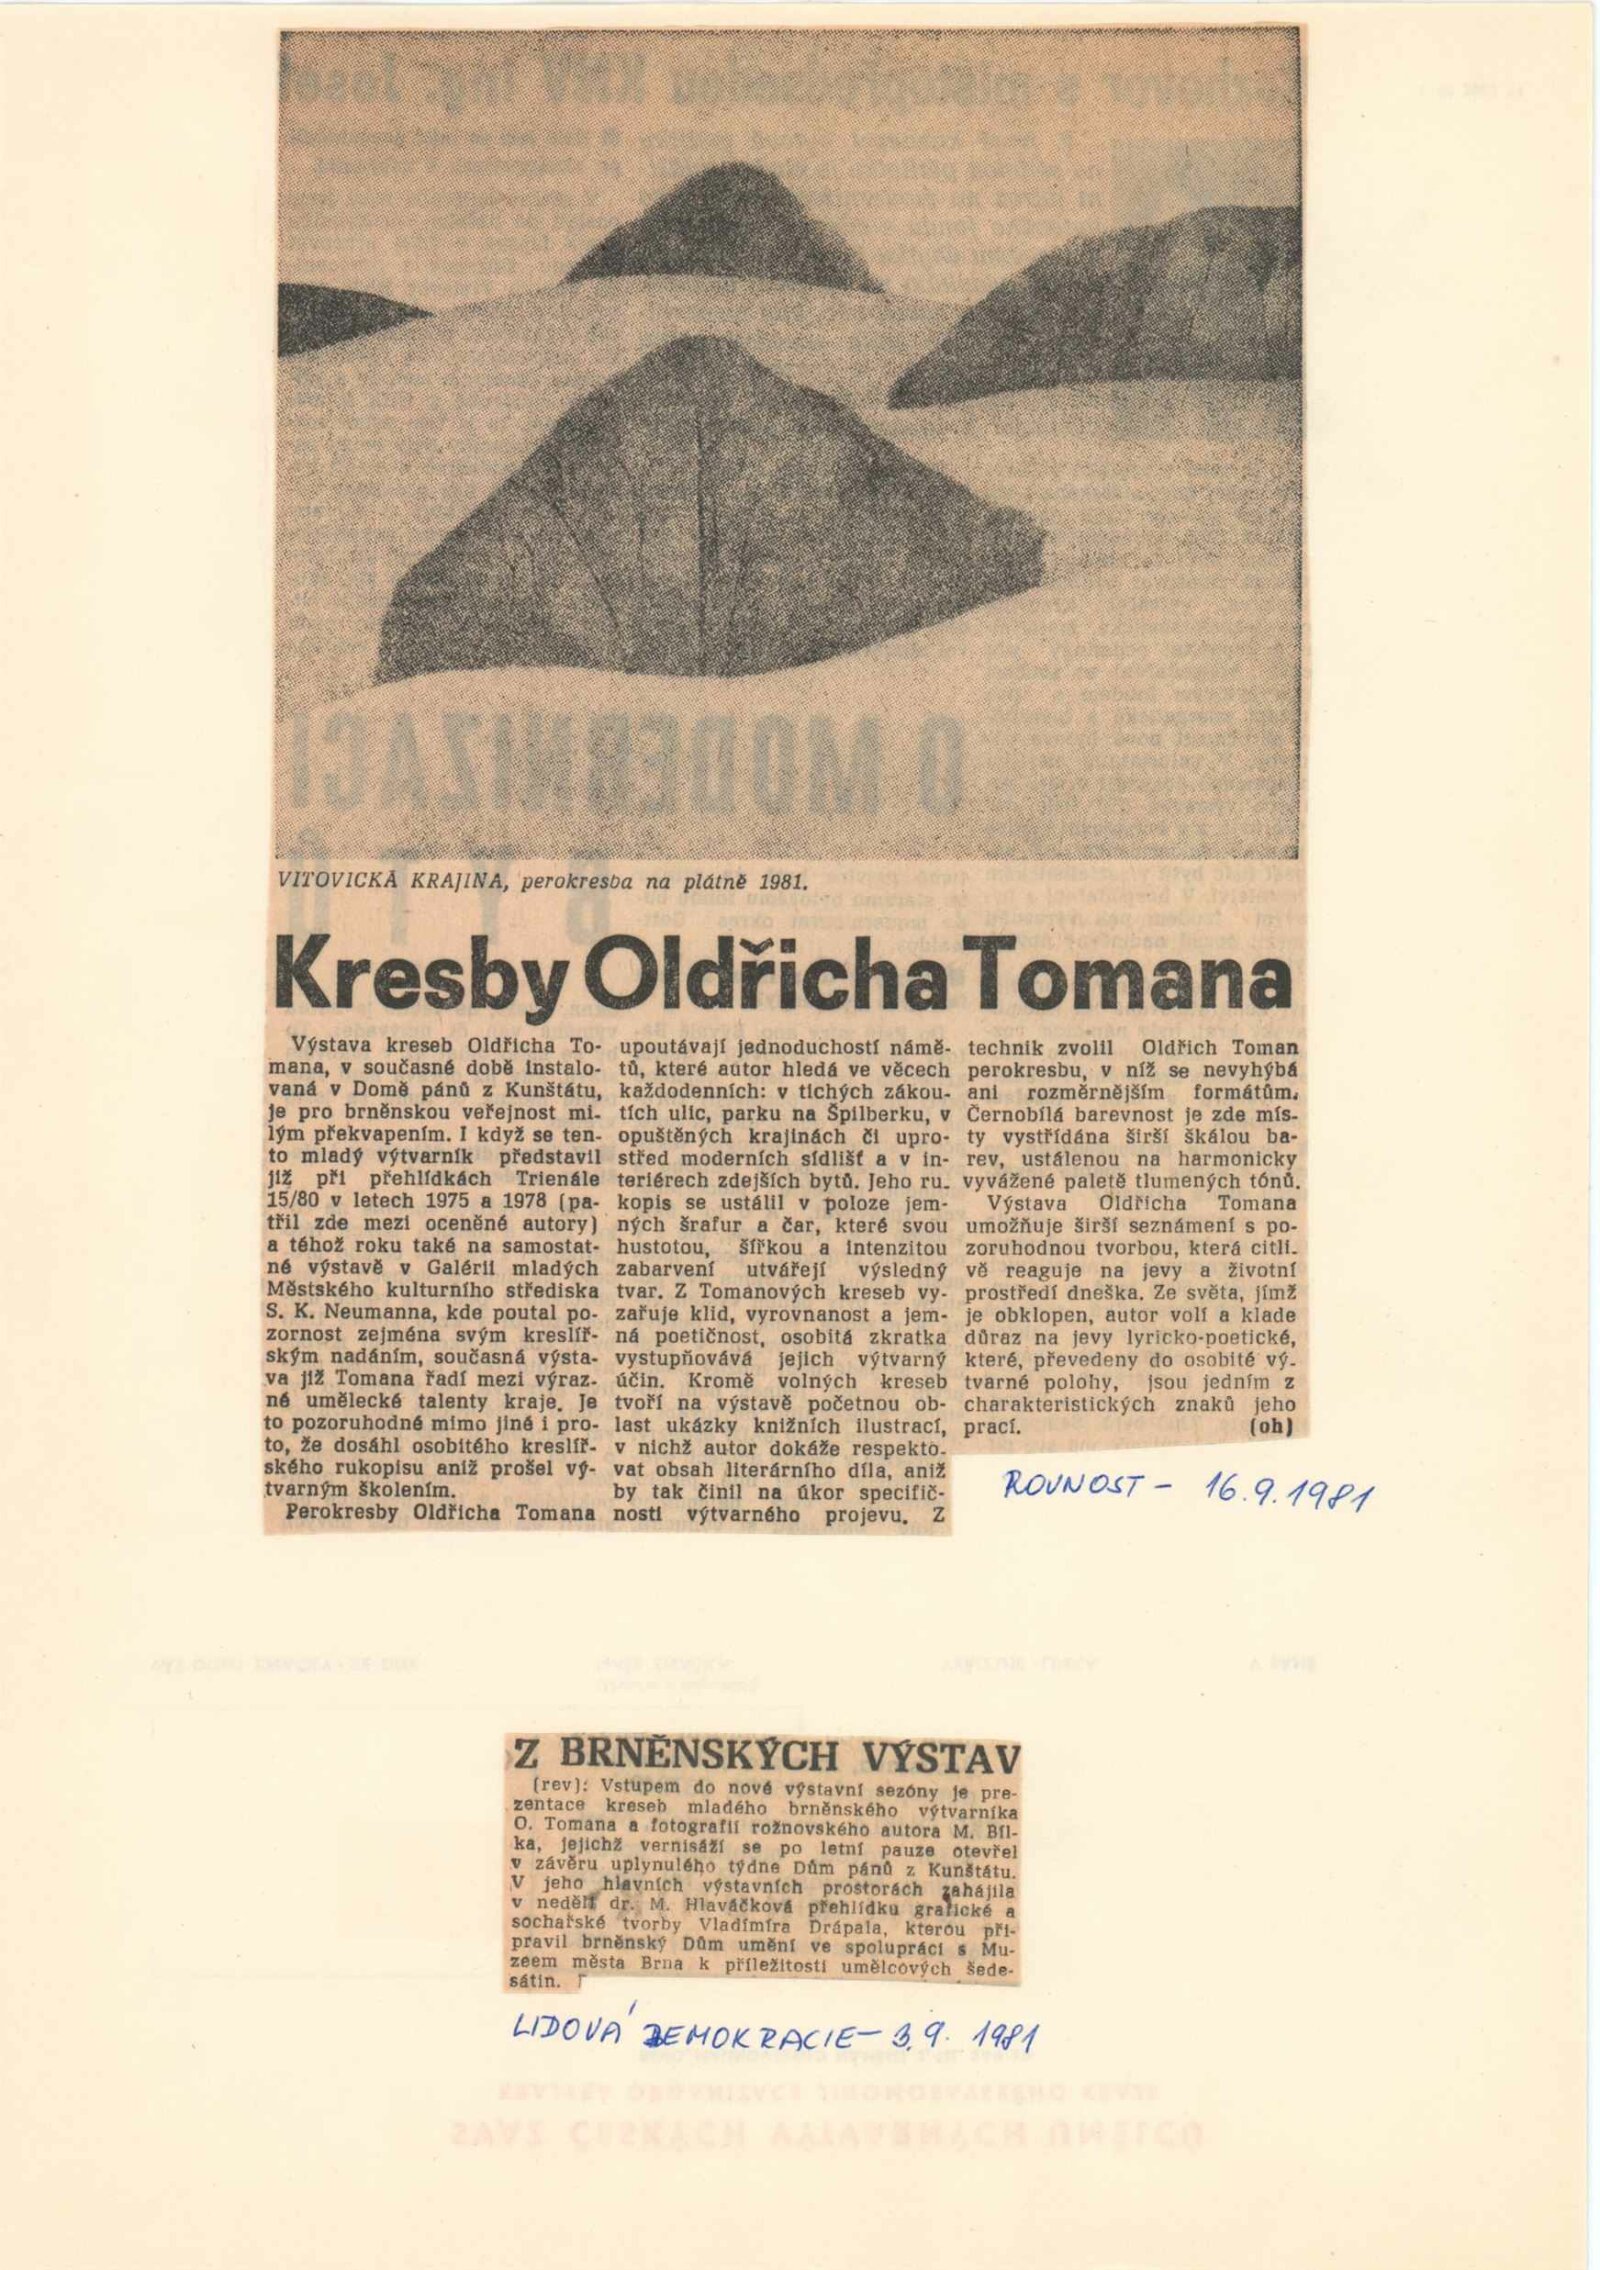 VITOVICKÁ KRAJINA, perokresba na plátně 1981.
Kresby Oldřicha Tomana
Výstava kreseb Oldřicha To-
mana, v současné době instalo-
vaná v Domě pánů z Kunštátu,
je pro brněnskou veřejnost mi-
lým překvapením. I když se ten-
to mladý výtvarník představil
již při přehlídkách Trienále
15/80 v letech 1975 a 1978 (pa-
třil zde mezi oceněné autory)
a téhož roku také na samostat-
né výstavě v Galérii mladých
Městského kulturního střediska
S. K. Neumanna, kde poutal po-
zornost zejména svým kreslíř-
ským nadáním, současná výsta-
va již Tomana řadí mezi výraz-
né umělecké talenty kraje. Je
to pozoruhodné mimo jiné i pro-
to, že dosáhl osobitého kreslíř-
ského rukopisu aniž prošel vý-
tvarným školením.
Perokresby Oldřicha Tomana
upoutávají jednoduchostí námě-
tů, které autor hledá ve věcech
každodenních: v tichých zákou-
tích ulic, parku na Špilberku, v
opuštěných krajinách či upro-
střed moderních sídlišť a v in-
teriérech zdejších bytů. Jeho ru-
kopis se ustálil v poloze jem-
ných šrafur a čar, které svou
hustotou, šířkou a intenzitou
zabarvení utvářejí výsledný
tvar. Z Tomanových kreseb vy-
zařuje klid, vyrovnanost a jem-
ná poetičnost, osobitá zkratka
vystupňovává jejich výtvarný
účin. Kromě volných kreseb
tvoří na výstavě početnou ob-
last ukázky knižních ilustrací,
v nichž autor dokáže respekto-
vat obsah literárního díla, aniž
by tak činil na úkor specifič-
nosti výtvarného projevu. Z
technik zvolil Oldřich Toman
perokresbu, v níž se nevyhýbá
ani rozměrnějším formátům.
Černobílá barevnost je zde mís-
ty vystřídána širší škálou ba-
rev, ustálenou na harmonicky
vyvážené paletě tlumených tónů.
Výstava Oldřicha Tomana
umožňuje širší seznámení s po-
zoruhodnou tvorbou, která citli-
vě reaguje na jevy a životní
prostředí dneška. Ze světa, jímž
je obklopen, autor volí a klade
důraz na jevy lyricko-poetické,
které, převedeny do osobité vý-
tvarné polohy, jsou jedním z
charakteristických znaků jeho
prací. (oh)
ROVNOST - 16.9.1981
Z BRNĚNSKÝCH VÝSTAV
(rev): Vstupem do nové výstavní sezóny je pre-
zentace kreseb mladého brněnského výtvarníka
O. Tomana a fotografií rožnovského autora M. Bíl-
ka, jejichž vernisáží se po letní pauze otevřel
v závěru uplynulého týdne Dům pánů z Kunštátu.
V jeho hlavních výstavních prostorách zahájila
v neděli dr. M. Hlaváčková přehlídku grafické a
sochařské tvorby Vladimíra Drápala, kterou při-
pravil brněnský Dům umění ve spolupráci s Mu-
zeem města Brna k příležitosti umělcových šede-
sátin.
LIDOVÁ DEMOKRACIE - 3.9. 1981